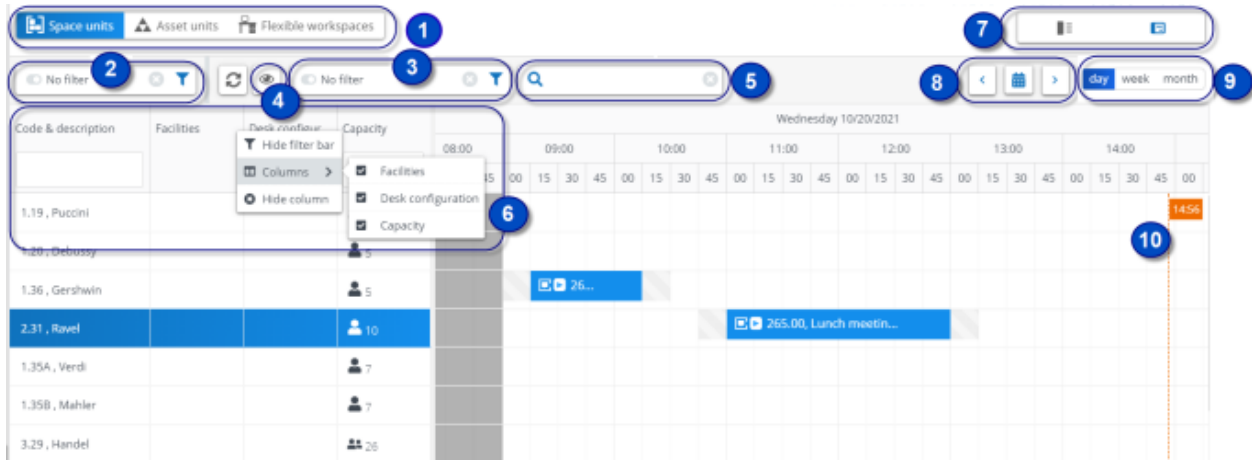 Space units Asset units Flexible workspaces 1 7
No filter 2 4 No filter 3 5 8 day week month 9
Code & description Facilities Desk configur Capacity Wednesday 10/20/2021
08:00 09:00 10:00 11:00 12:00 13:00 14:00
45 00 15 30 45 00 15 30 45 00 15 30 45 00 15 30 45 00 15 30 45 00 15 30 45 00
Hide filter bar
Columns
Hide column
Facilities
Desk configuration
Capacity
6
1.19 , Puccini 14:56
10
1.28 , Debussy 5
1.36 , Gershwin 5 26...
2.31 , Ravel 10 265.00, Lunch meetin...
1.35A , Verdi 7
1.35B , Mahler 7
3.29 , Handel 26